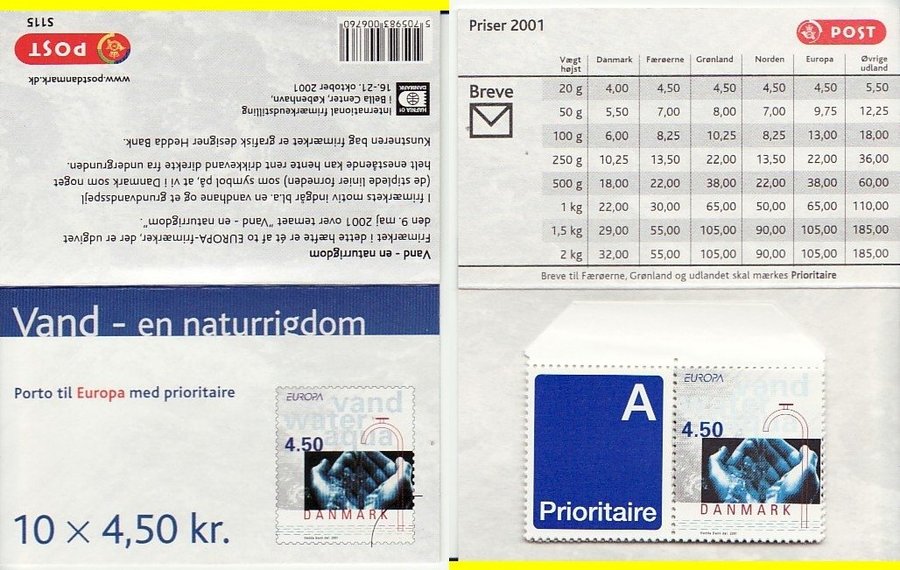 S115
POST
www.postdanmark.dk
5 705983 006760
HAFNIA 01
DANMARK
International frimærkeudstilling
i Bella Center, København,
16.-21. oktober 2001
Vand - en naturrigdom
Frimærket i dette hæfte er ét af to EUROPA-frimærker, der er udgivet
den 9. maj 2001 over temaet "Vand - en naturrigdom".
I frimærkets motiv indgår bl.a. en vandhane og et grundvandsspejl
(de stiplede linier forneden) som symbol på, at vi i Danmark som noget
helt enestående kan hente rent drikkevand direkte fra undergrunden.
Kunstneren bag frimærket er grafisk designer Hedda Bank.
Vand - en naturrigdom
Porto til Europa med prioritaire
EUROPA
vand
water
aqua
4.50
DANMARK
10 × 4,50 kr.
Priser 2001
POST
Vægt højst Danmark Færøerne Grønland Norden Europa Øvrige udland
Breve
20 g 4,00 4,50 4,50 4,50 4,50 5,50
50 g 5,50 7,00 8,00 7,00 9,75 12,25
100 g 6,00 8,25 10,25 8,25 13,00 18,00
250 g 10,25 13,50 22,00 13,50 22,00 36,00
500 g 18,00 22,00 38,00 22,00 38,00 60,00
1 kg 22,00 30,00 65,00 50,00 65,00 110,00
1,5 kg 29,00 55,00 105,00 90,00 105,00 185,00
2 kg 32,00 55,00 105,00 90,00 105,00 185,00
Breve til Færøerne, Grønland og udlandet skal mærkes Prioritaire
A
Prioritaire
EUROPA
vand
water
aqua
4.50
DANMARK